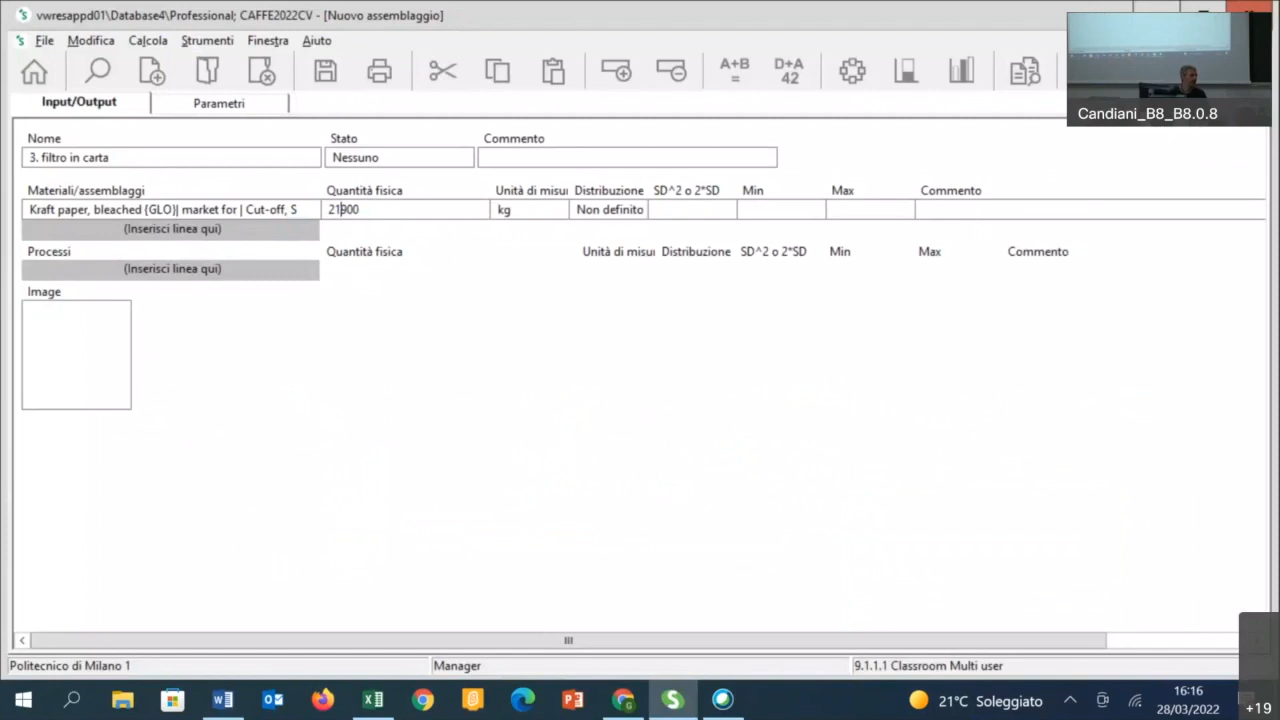 vwresappd01\Database4\Professional; CAFFE2022CV - [Nuovo assemblaggio]
File Modifica Calcola Strumenti Finestra Aiuto
A+B
=
D+A
42
Candiani_B8_B8.0.8
Input/Output Parametri
Nome Stato Commento
3. filtro in carta Nessuno
Materiali/assemblaggi Quantità fisica Unità di misur Distribuzione SD^2 o 2*SD Min Max Commento
Kraft paper, bleached {GLO}| market for | Cut-off, S 21900 kg Non definito
(Inserisci linea qui)
Processi Quantità fisica Unità di misur Distribuzione SD^2 o 2*SD Min Max Commento
(Inserisci linea qui)
Image
Politecnico di Milano 1 Manager 9.1.1.1 Classroom Multi user
21°C Soleggiato
16:16
28/03/2022
+19